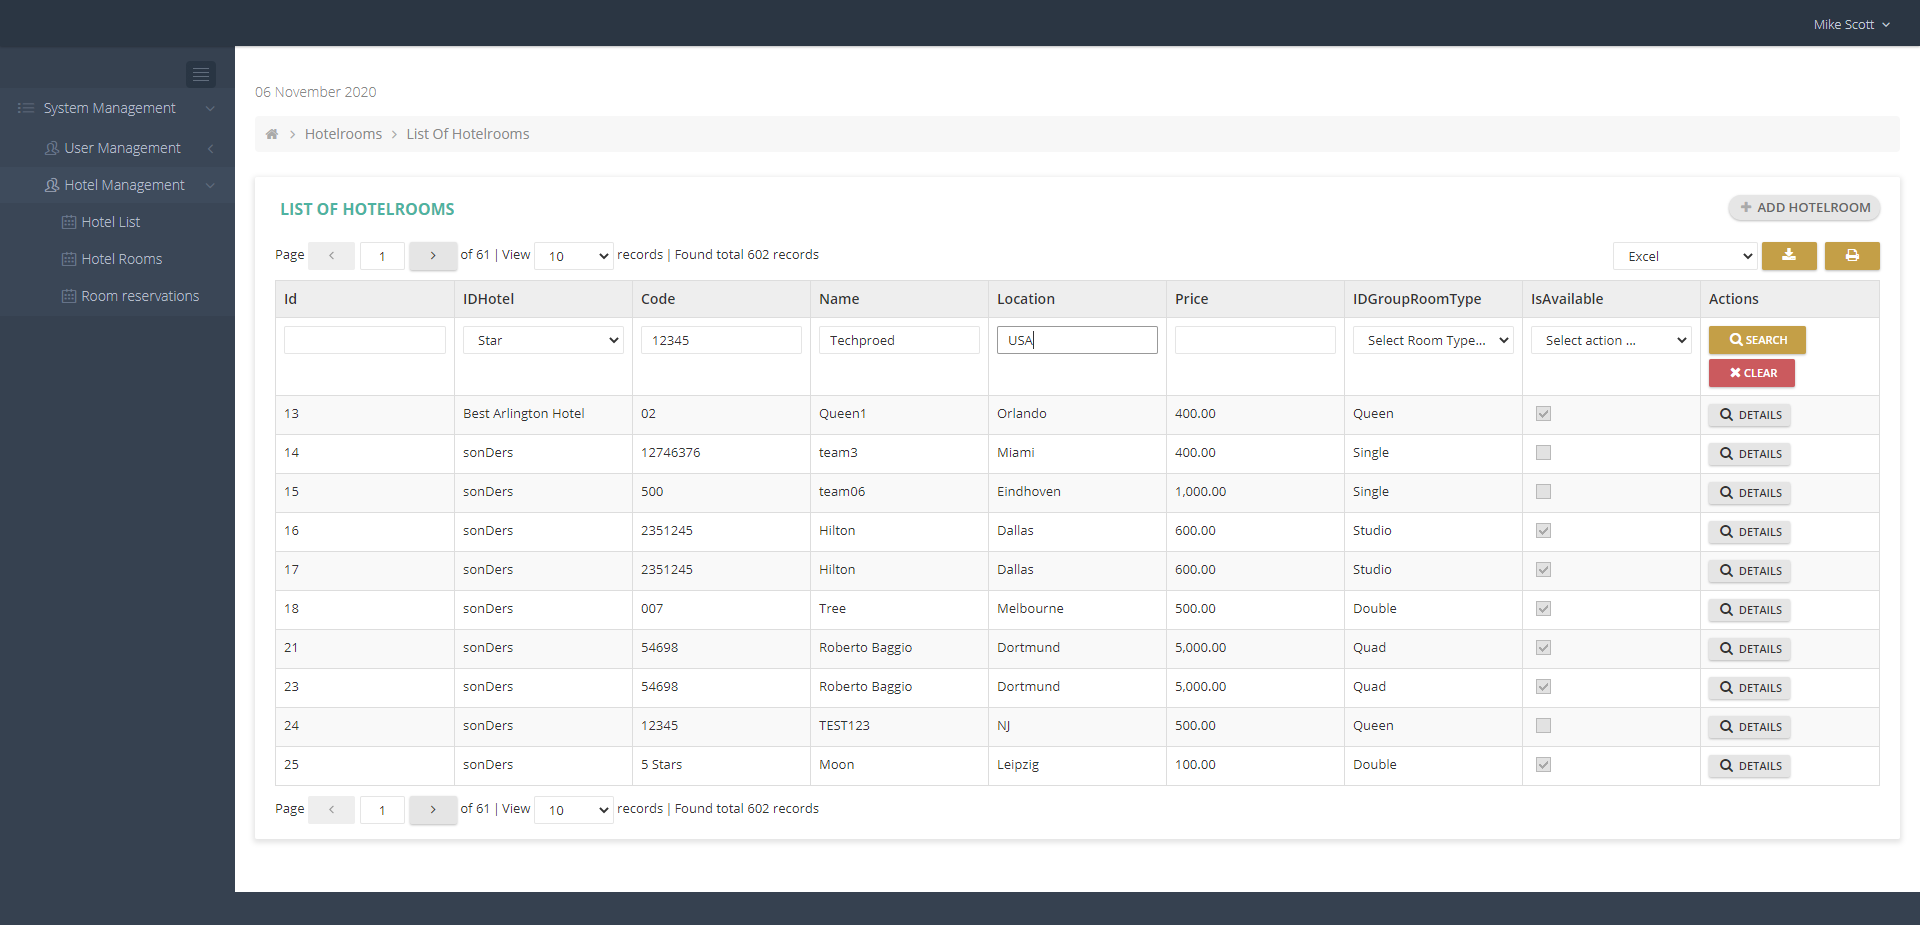 Mike Scott
System Management
User Management
Hotel Management
Hotel List
Hotel Rooms
Room reservations
06 November 2020
Hotelrooms > List Of Hotelrooms
LIST OF HOTELROOMS
ADD HOTELROOM
Page < 1 > of 61 | View 10 records | Found total 602 records
Excel
Id IDHotel Code Name Location Price IDGroupRoomType IsAvailable Actions
Star 12345 Techproed USA Select Room Type... Select action ... SEARCH
CLEAR
13 Best Arlington Hotel 02 Queen1 Orlando 400.00 Queen DETAILS
14 sonDers 12746376 team3 Miami 400.00 Single DETAILS
15 sonDers 500 team06 Eindhoven 1,000.00 Single DETAILS
16 sonDers 2351245 Hilton Dallas 600.00 Studio DETAILS
17 sonDers 2351245 Hilton Dallas 600.00 Studio DETAILS
18 sonDers 007 Tree Melbourne 500.00 Double DETAILS
21 sonDers 54698 Roberto Baggio Dortmund 5,000.00 Quad DETAILS
23 sonDers 54698 Roberto Baggio Dortmund 5,000.00 Quad DETAILS
24 sonDers 12345 TEST123 NJ 500.00 Queen DETAILS
25 sonDers 5 Stars Moon Leipzig 100.00 Double DETAILS
Page < 1 > of 61 | View 10 records | Found total 602 records